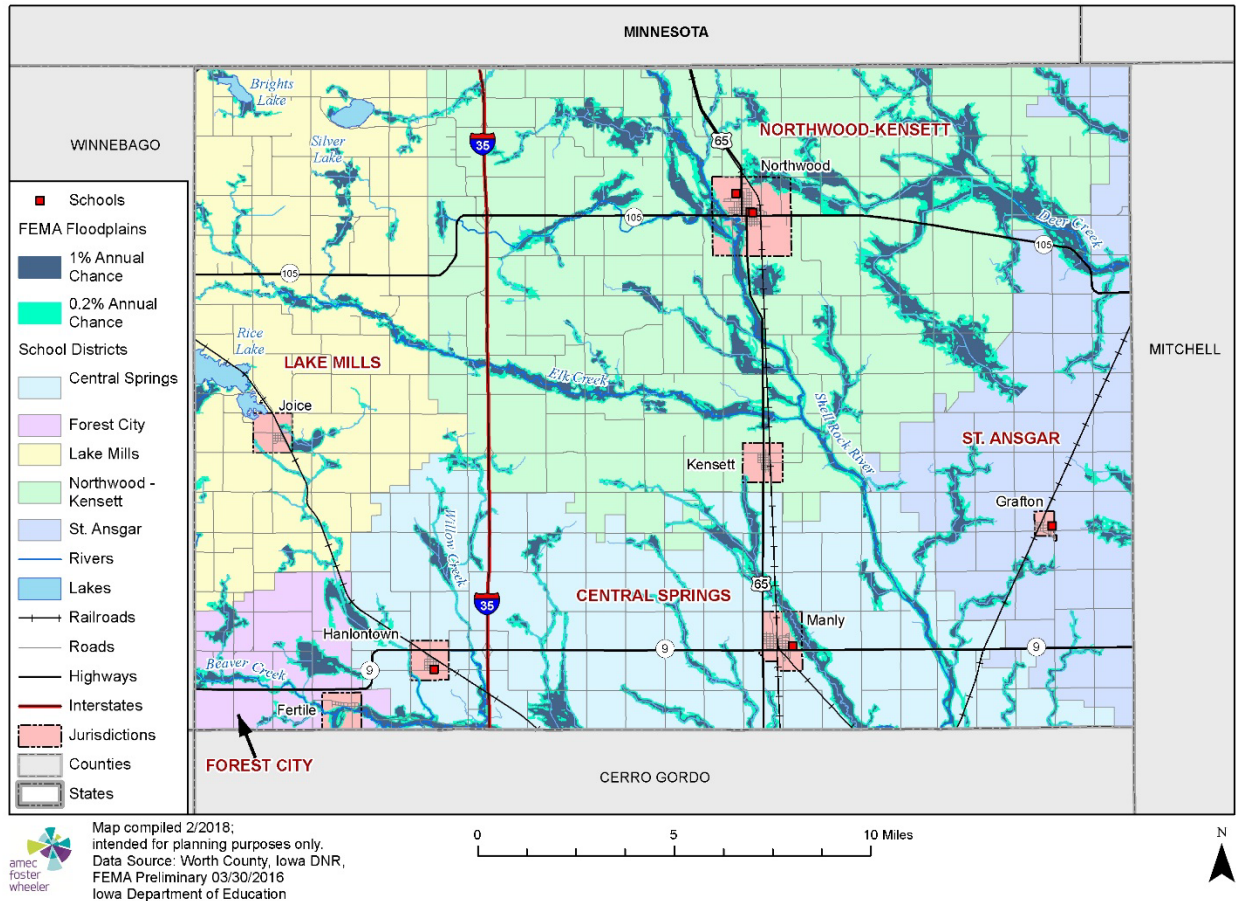 MINNESOTA
WINNEBAGO
Schools
FEMA Floodplains
1% Annual
Chance
0.2% Annual
Chance
School Districts
Central Springs
Forest City
Lake Mills
Northwood -
Kensett
St. Ansgar
Rivers
Lakes
Railroads
Roads
Highways
Interstates
Jurisdictions
Counties
States
Brights
Lake
Silver
Lake
35
65
NORTHWOOD-KENSETT
Northwood
105
Deer Creek
105
105
Rice
Lake
LAKE MILLS
Joice
Elk Creek
Shell Rock River
MITCHELL
ST. ANSGAR
Kensett
Grafton
Willow Creek
65
35
CENTRAL SPRINGS
Hanlontown
Manly
9
9
9
Beaver Creek
Fertile
FOREST CITY
CERRO GORDO
amec
foster
wheeler
Map compiled 2/2018;
intended for planning purposes only.
Data Source: Worth County, Iowa DNR,
FEMA Preliminary 03/30/2016
Iowa Department of Education
0 5 10 Miles
N